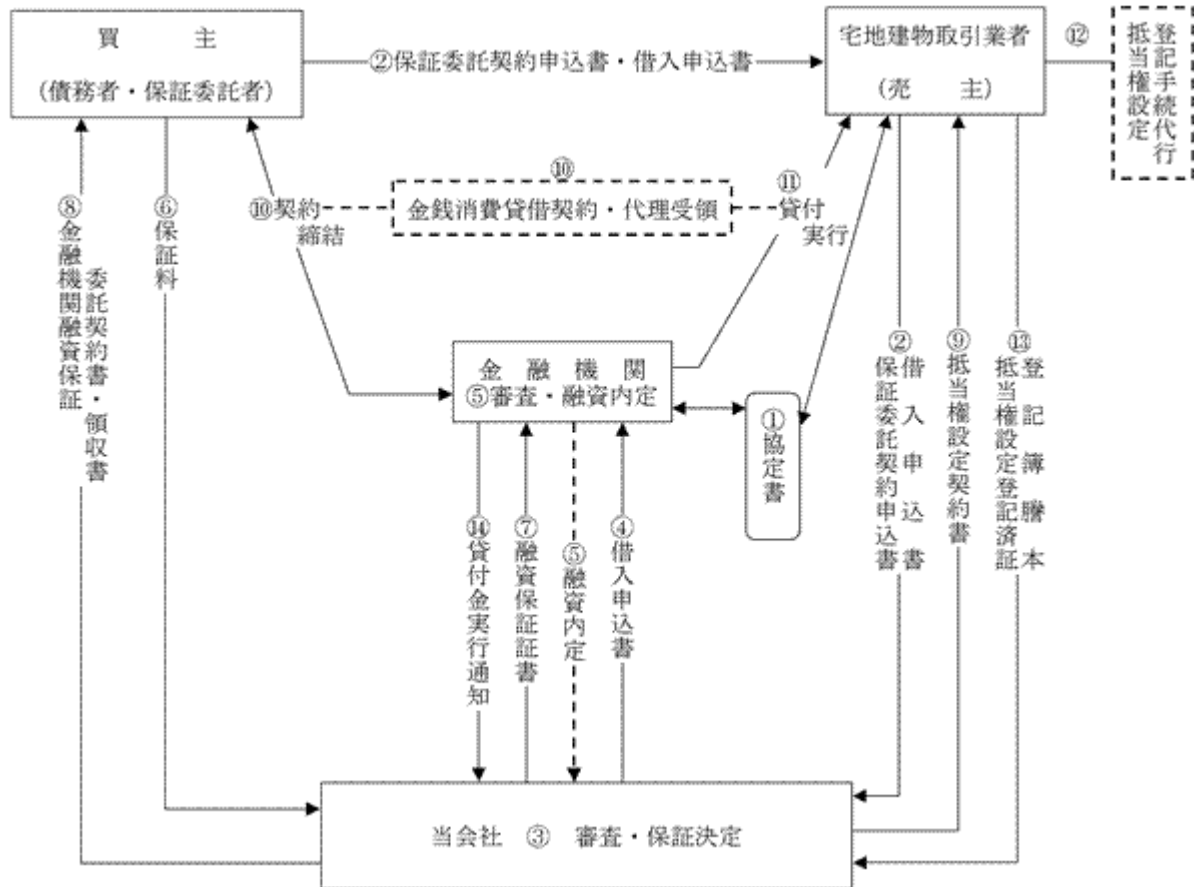 買主
(債務者・保証委託者)
②保証委託契約申込書・借入申込書
宅地建物取引業者
(売主)
⑫
登記手続代行
抵当権設定
⑩
金銭消費貸借契約・代理受領
⑩契約
締結
⑪
貸付
実行
⑧金融機関融資保証
委託契約書・領収書
⑥保証料
金融機関
⑤審査・融資内定
①協定書
②
借入申込書
保証委託契約申込書
⑨抵当権設定契約書
⑬
登記簿謄本
抵当権設定登記済証
⑭貸付金実行通知
⑦融資保証証書
⑤融資内定
④借入申込書
当会社 ③ 審査・保証決定